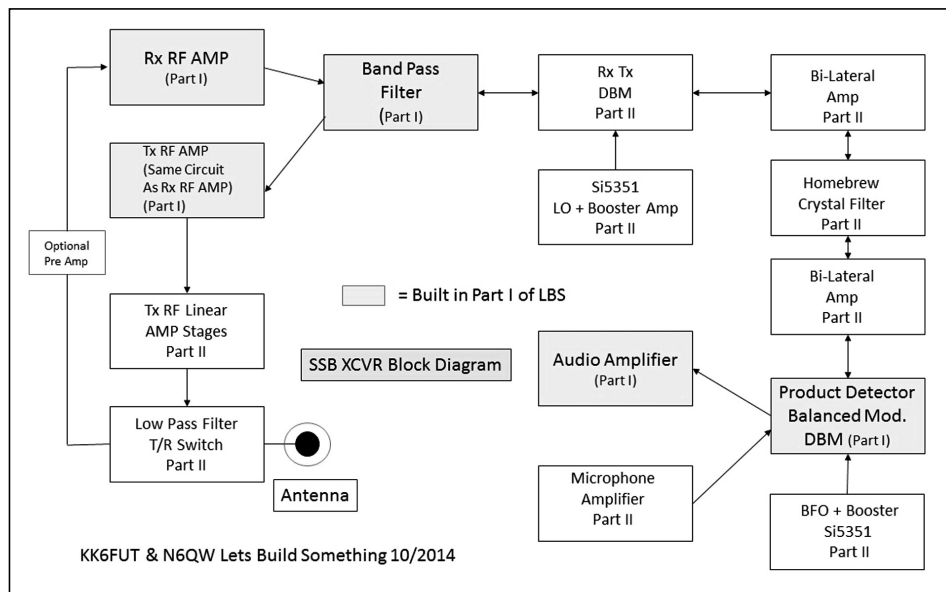 Rx RF AMP
(Part I)
Band Pass
Filter
(Part I)
Rx Tx
DBM
Part II
Bi-Lateral
Amp
Part II
Tx RF AMP
(Same Circuit
As Rx RF AMP)
(Part I)
Si5351
LO + Booster Amp
Part II
Homebrew
Crystal Filter
Part II
Optional
Pre Amp
Bi-Lateral
Amp
Part II
= Built in Part I of LBS
Tx RF Linear
AMP Stages
Part II
SSB XCVR Block Diagram
Audio Amplifier
(Part I)
Product Detector
Balanced Mod.
DBM (Part I)
Low Pass Filter
T/R Switch
Part II
Antenna
Microphone
Amplifier
Part II
BFO + Booster
Si5351
Part II
KK6FUT & N6QW Lets Build Something 10/2014